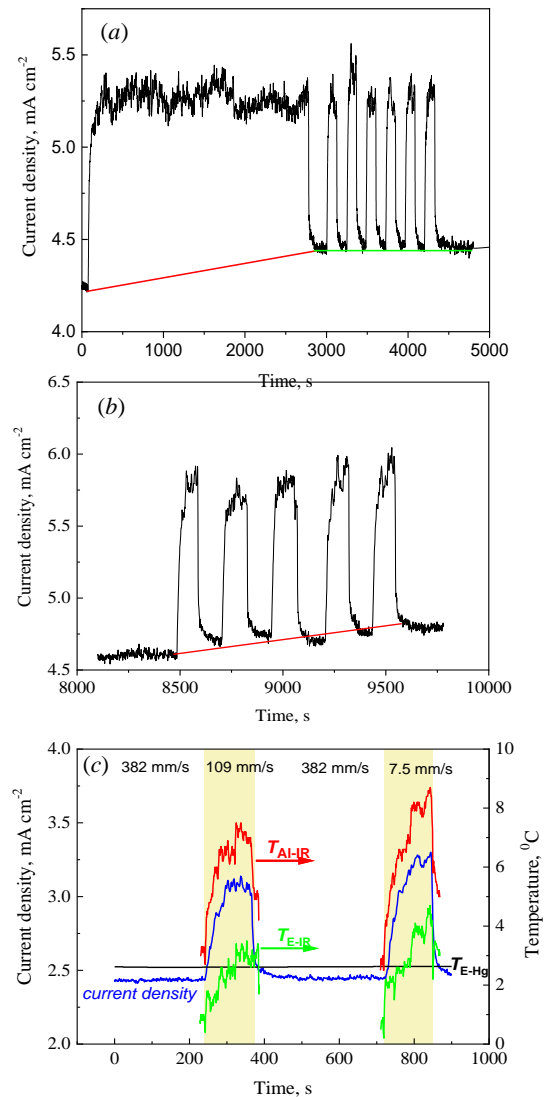 (a)
Current density, mA cm-2
5.5
5.0
4.5
4.0
0 1000 2000 3000 4000 5000
Time, s
(b)
Current density, mA cm-2
6.5
6.0
5.5
5.0
4.5
8000 8500 9000 9500 10000
Time, s
(c)
382 mm/s 109 mm/s 382 mm/s 7.5 mm/s
Current density, mA cm-2
4.0
3.5
3.0
2.5
2.0
TAl-IR
TE-IR
TE-Hg
current density
10
8
6
4
2
0
Temperature, 0C
0 200 400 600 800 1000
Time, s